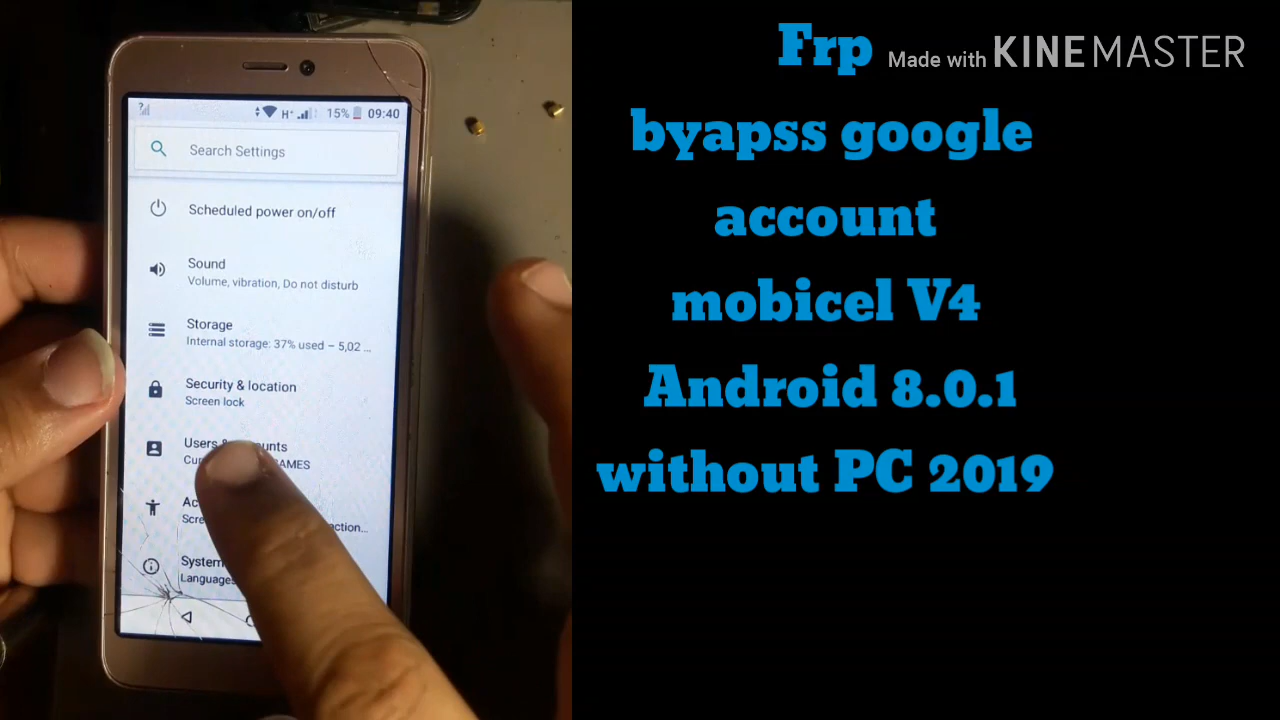 ?
H+
15%
09:40
Search Settings
Scheduled power on/off
Sound
Volume, vibration, Do not disturb
Storage
Internal storage: 37% used – 5,02 ...
Security & location
Screen lock
Users
AMES
System
Languages
Frp
Made with KINEMASTER
byapss google
account
mobicel V4
Android 8.0.1
without PC 2019